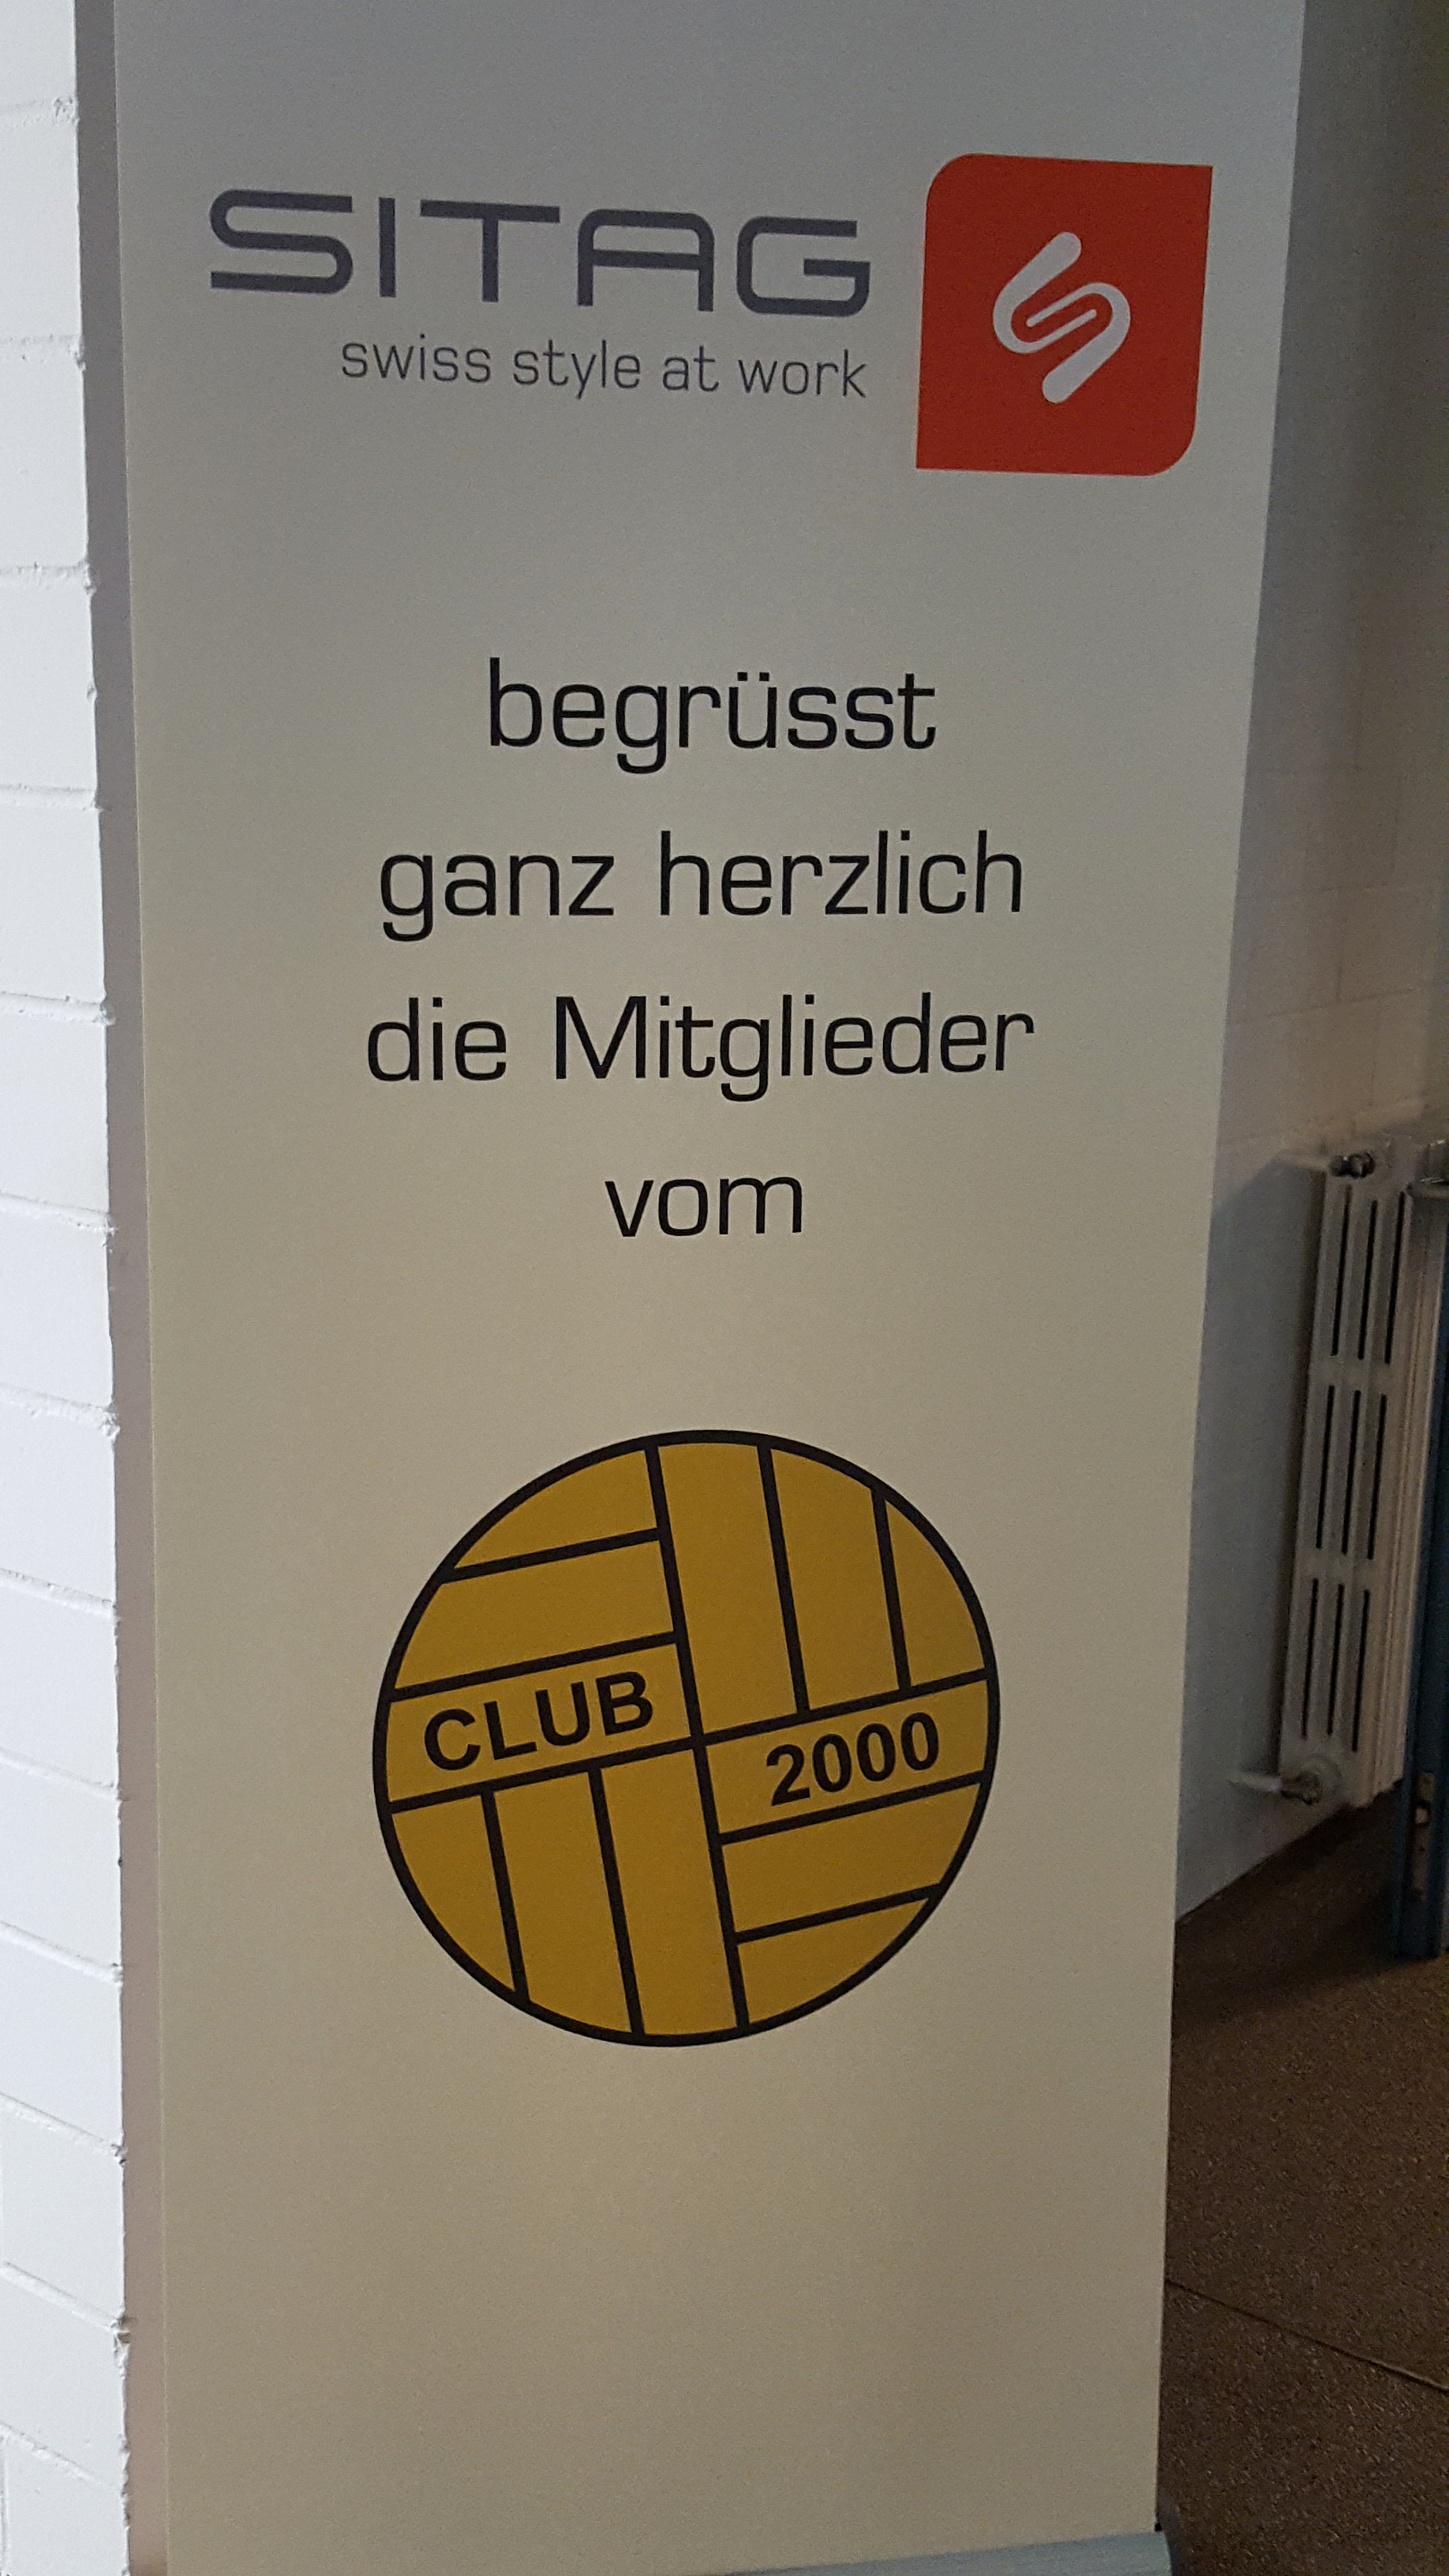 SITAG
swiss style at work
begrüsst
ganz herzlich
die Mitglieder
vom
CLUB
2000